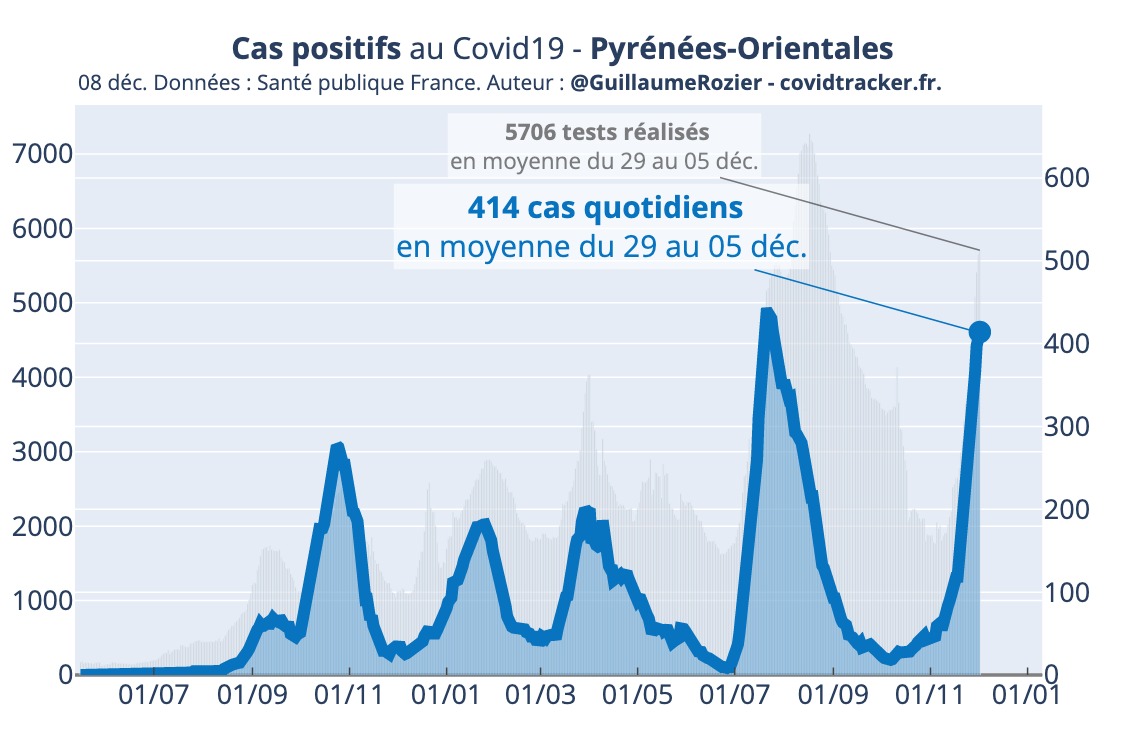 Cas positifs au Covid19 - Pyrénées-Orientales
08 déc. Données : Santé publique France. Auteur : @GuillaumeRozier - covidtracker.fr.
5706 tests réalisés
en moyenne du 29 au 05 déc.
414 cas quotidiens
en moyenne du 29 au 05 déc.
7000
6000
5000
4000
3000
2000
1000
0
600
500
400
300
200
100
0
01/07 01/09 01/11 01/01 01/03 01/05 01/07 01/09 01/11 01/01